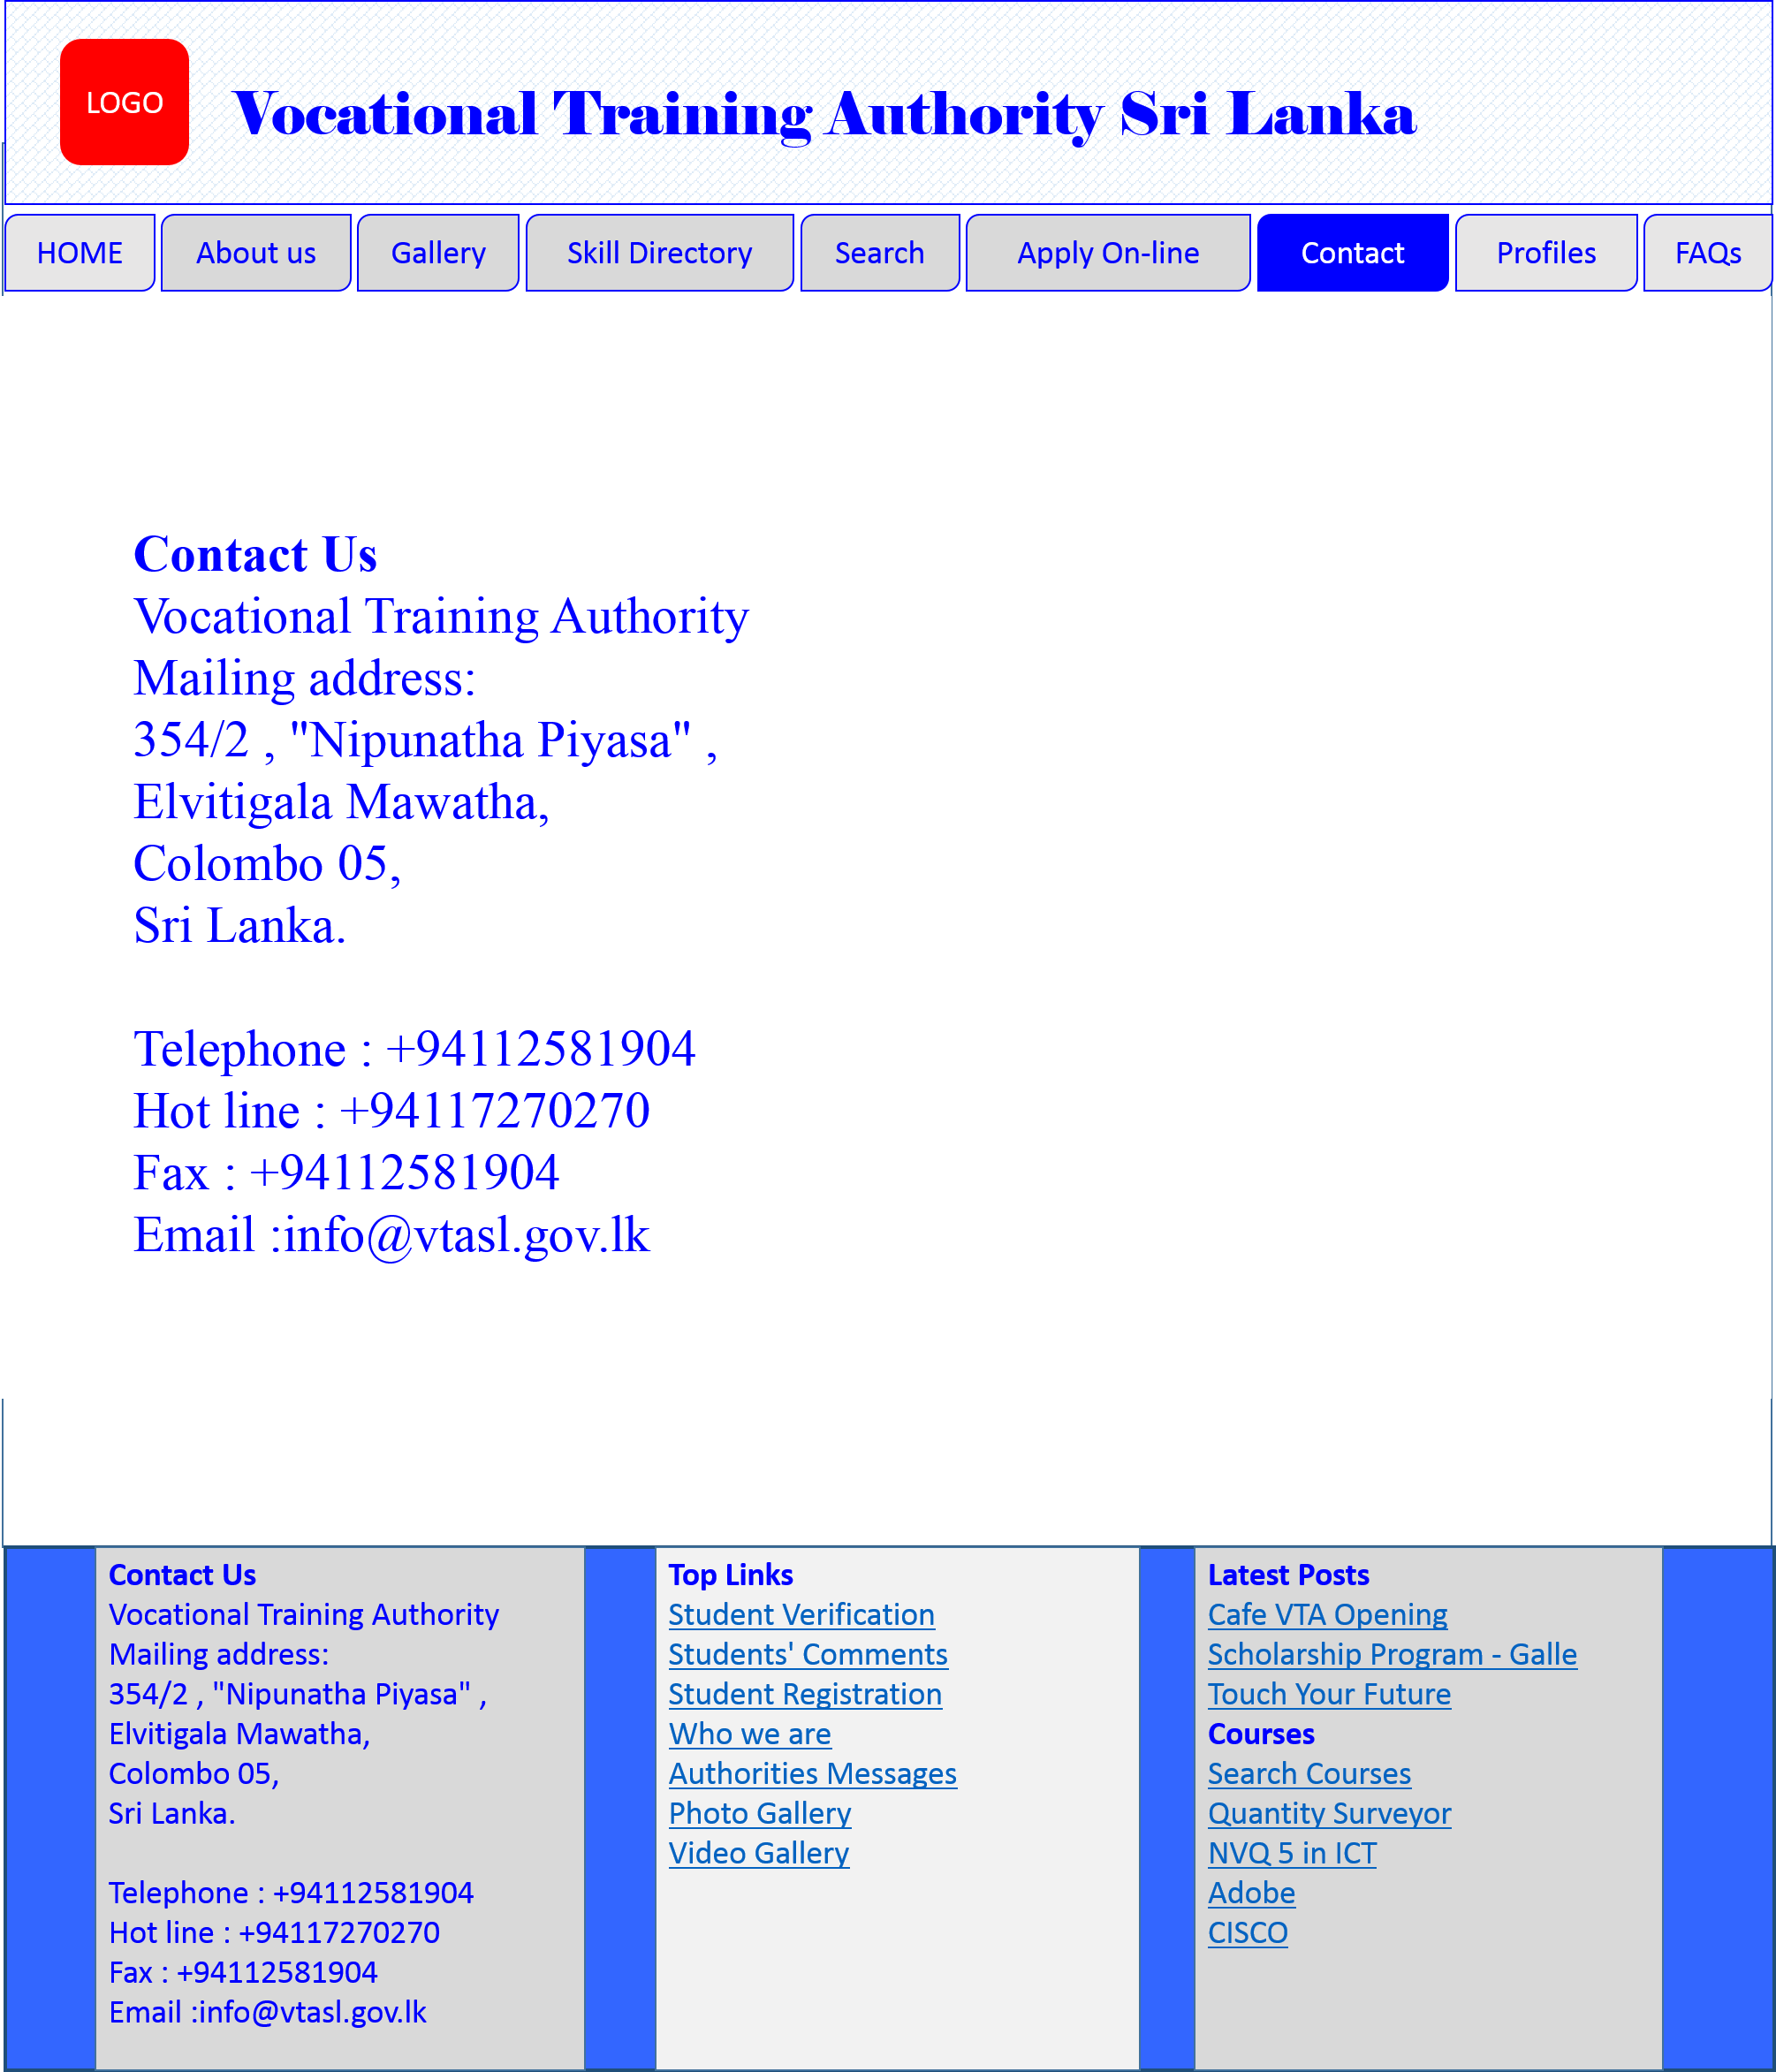 LOGO
Vocational Training Authority Sri Lanka
HOME About us Gallery Skill Directory Search Apply On-line Contact Profiles FAQs
Contact Us
Vocational Training Authority
Mailing address:
354/2 , "Nipunatha Piyasa" ,
Elvitigala Mawatha,
Colombo 05,
Sri Lanka.
Telephone : +94112581904
Hot line : +94117270270
Fax : +94112581904
Email :info@vtasl.gov.lk
Contact Us
Vocational Training Authority
Mailing address:
354/2 , "Nipunatha Piyasa" ,
Elvitigala Mawatha,
Colombo 05,
Sri Lanka.
Telephone : +94112581904
Hot line : +94117270270
Fax : +94112581904
Email :info@vtasl.gov.lk
Top Links
Student Verification
Students' Comments
Student Registration
Who we are
Authorities Messages
Photo Gallery
Video Gallery
Latest Posts
Cafe VTA Opening
Scholarship Program - Galle
Touch Your Future
Courses
Search Courses
Quantity Surveyor
NVQ 5 in ICT
Adobe
CISCO